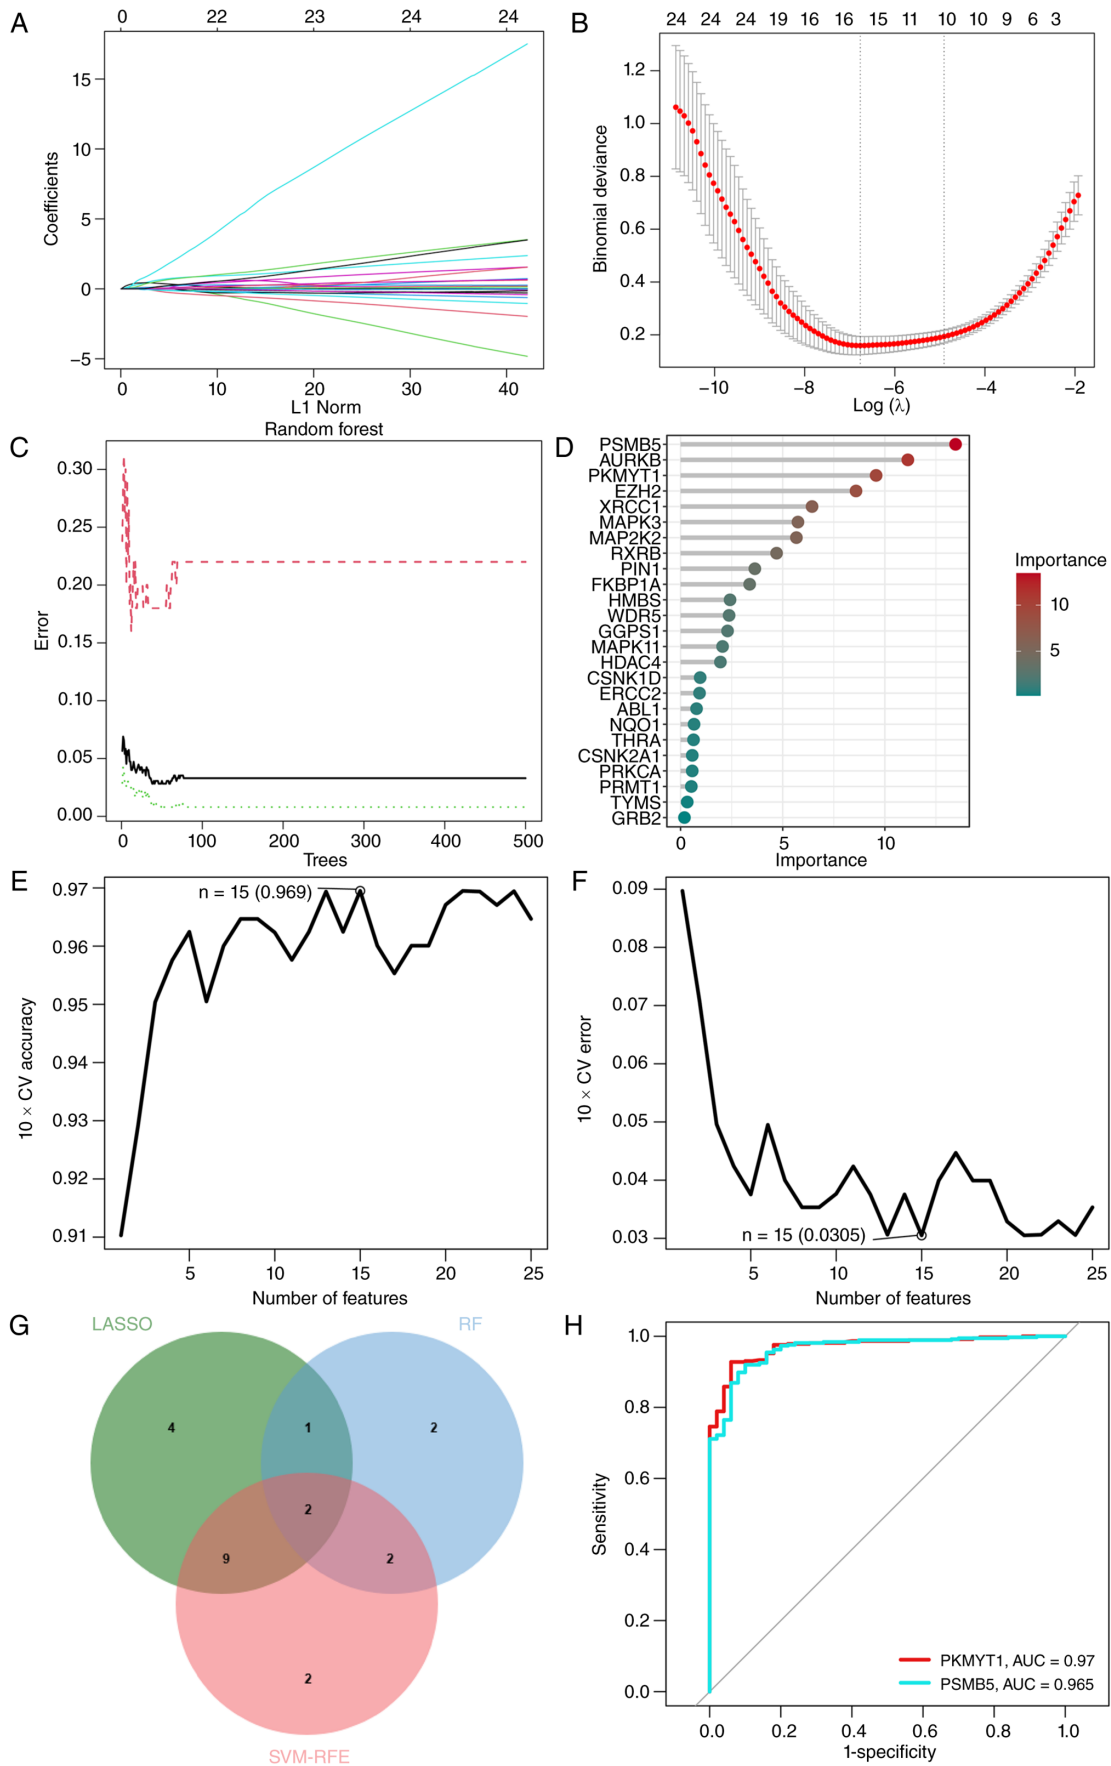 A
0 22 23 24 24
Coefficients
15
10
5
0
−5
0 10 20 30 40
L1 Norm
B
24 24 24 19 16 16 15 11 10 10 9 6 3
Binomial deviance
1.2
1.0
0.8
0.6
0.4
0.2
−10 −8 −6 −4 −2
Log (λ)
C
Random forest
Error
0.30
0.25
0.20
0.15
0.10
0.05
0.00
0 100 200 300 400 500
Trees
D
PSMB5
AURKB
PKMYT1
EZH2
XRCC1
MAPK3
MAP2K2
RXRB
PIN1
FKBP1A
HMBS
WDR5
GGPS1
MAPK11
HDAC4
CSNK1D
ERCC2
ABL1
NQO1
THRA
CSNK2A1
PRKCA
PRMT1
TYMS
GRB2
0 5 10
Importance
Importance
10
5
E
10 × CV accuracy
0.97
0.96
0.95
0.94
0.93
0.92
0.91
n = 15 (0.969)
5 10 15 20 25
Number of features
F
10 × CV error
0.09
0.08
0.07
0.06
0.05
0.04
0.03
n = 15 (0.0305)
5 10 15 20 25
Number of features
G
LASSO
RF
4
1
2
2
9
2
2
SVM-RFE
H
Sensitivity
1.0
0.8
0.6
0.4
0.2
0.0
PKMYT1, AUC = 0.97
PSMB5, AUC = 0.965
0.0 0.2 0.4 0.6 0.8 1.0
1-specificity